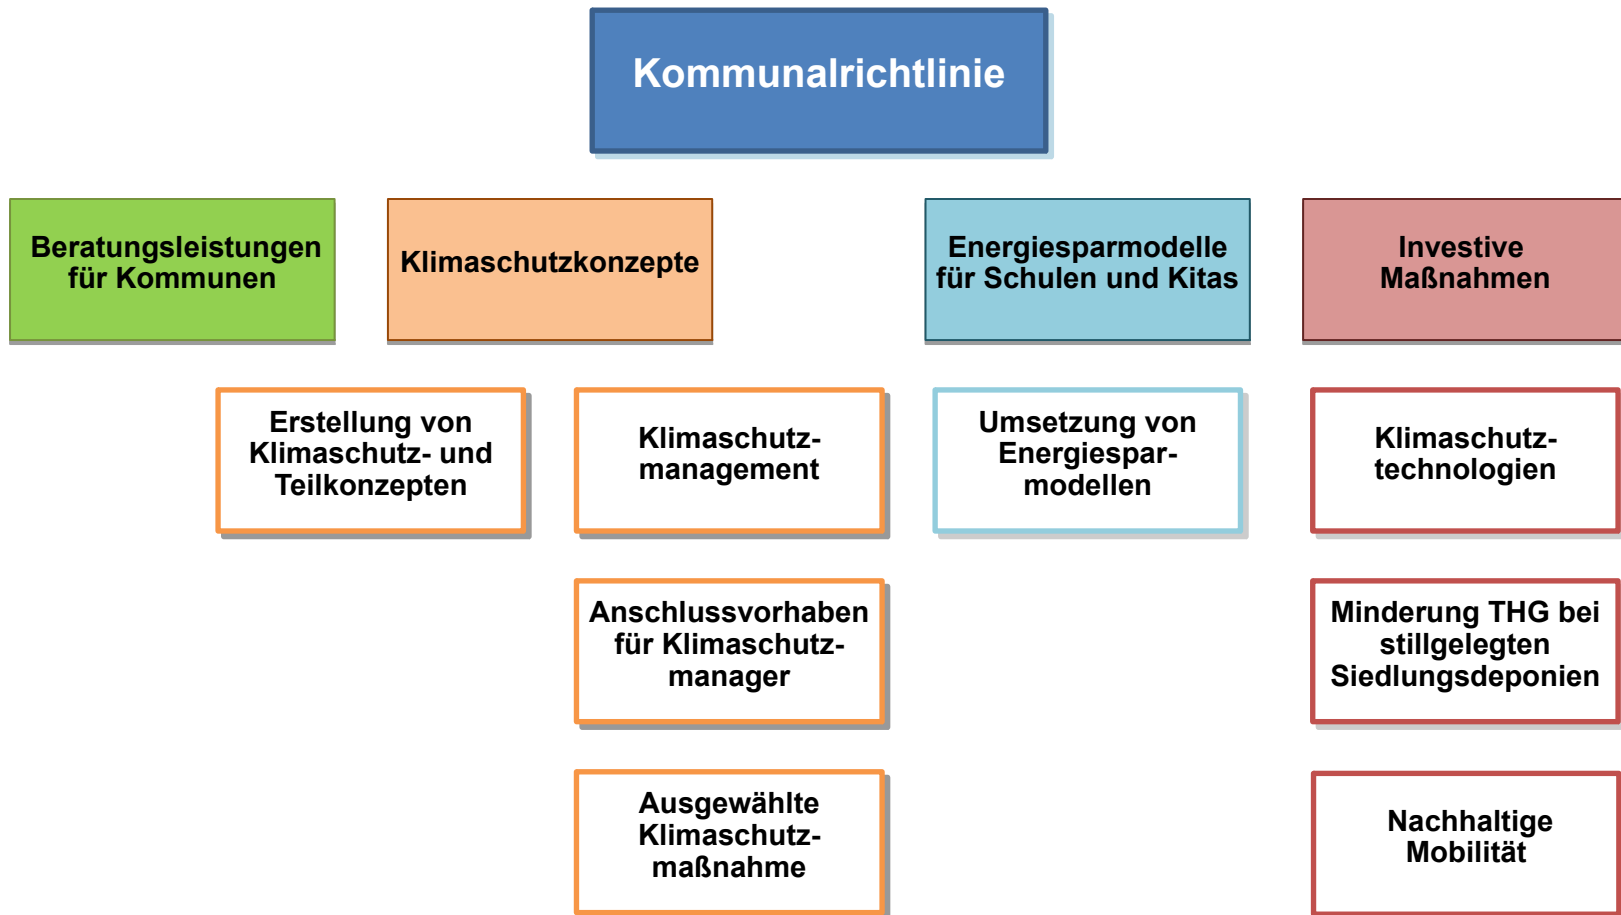 Kommunalrichtlinie
Beratungsleistungen
für Kommunen
Klimaschutzkonzepte
Energiesparmodelle
für Schulen und Kitas
Investive
Maßnahmen
Erstellung von
Klimaschutz- und
Teilkonzepten
Klimaschutz-
management
Umsetzung von
Energiespar-
modellen
Klimaschutz-
technologien
Anschlussvorhaben
für Klimaschutz-
manager
Minderung THG bei
stillgelegten
Siedlungsdeponien
Ausgewählte
Klimaschutz-
maßnahme
Nachhaltige
Mobilität